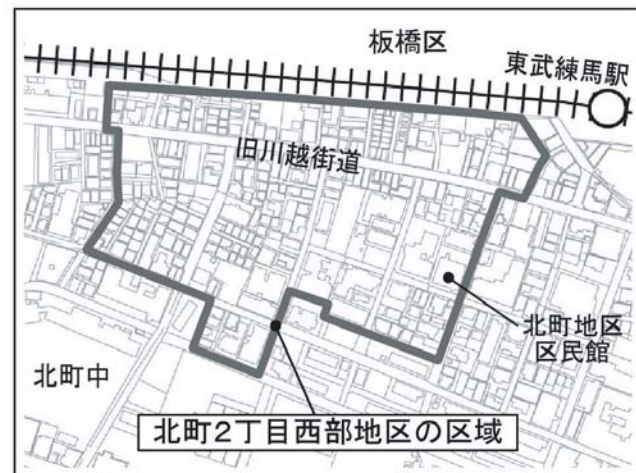 板橋区
東武練馬駅
旧川越街道
北町地区
区民館
北町中
北町2丁目西部地区の区域